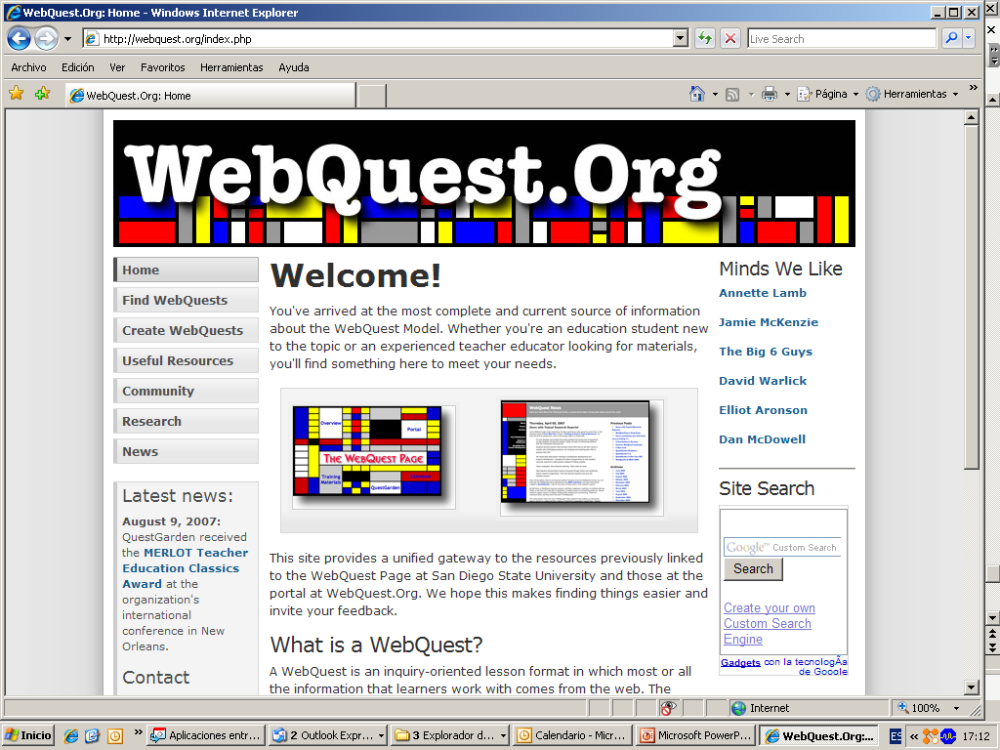 WebQuest.Org: Home - Windows Internet Explorer
http://webquest.org/index.php
Live Search
Archivo Edición Ver Favoritos Herramientas Ayuda
WebQuest.Org: Home
Página
Herramientas
WebQuest.Org
Home
Find WebQuests
Create WebQuests
Useful Resources
Community
Research
News
Latest news:
August 9, 2007:
QuestGarden received
the MERLOT Teacher
Education Classics
Award at the
organization's
international
conference in New
Orleans.
Contact
Welcome!
You've arrived at the most complete and current source of information
about the WebQuest Model. Whether you're an education student new
to the topic or an experienced teacher educator looking for materials,
you'll find something here to meet your needs.
Overview
Portal
THE WEBQUEST PAGE
Training
Materials
QuestGarden
WebQuest News
This site provides a unified gateway to the resources previously linked
to the WebQuest Page at San Diego State University and those at the
portal at WebQuest.Org. We hope this makes finding things easier and
invite your feedback.
What is a WebQuest?
A WebQuest is an inquiry-oriented lesson format in which most or all
the information that learners work with comes from the web. The
Minds We Like
Annette Lamb
Jamie McKenzie
The Big 6 Guys
David Warlick
Elliot Aronson
Dan McDowell
Site Search
Google™ Custom Search
Search
Create your own
Custom Search
Engine
Gadgets con la tecnologÃ­a
de Google
Internet
100%
Inicio
Aplicaciones entr...
2 Outlook Expr...
3 Explorador d...
Calendario - Micr...
Microsoft PowerP...
WebQuest.Org:...
ES
17:12